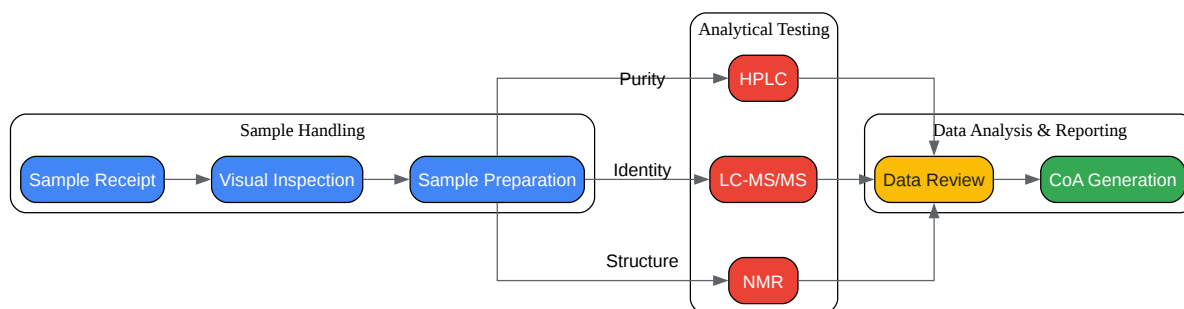 Sample Handling
Sample Receipt
Visual Inspection
Sample Preparation
Purity
Identity
Structure
Analytical Testing
HPLC
LC-MS/MS
NMR
Data Analysis & Reporting
Data Review
CoA Generation